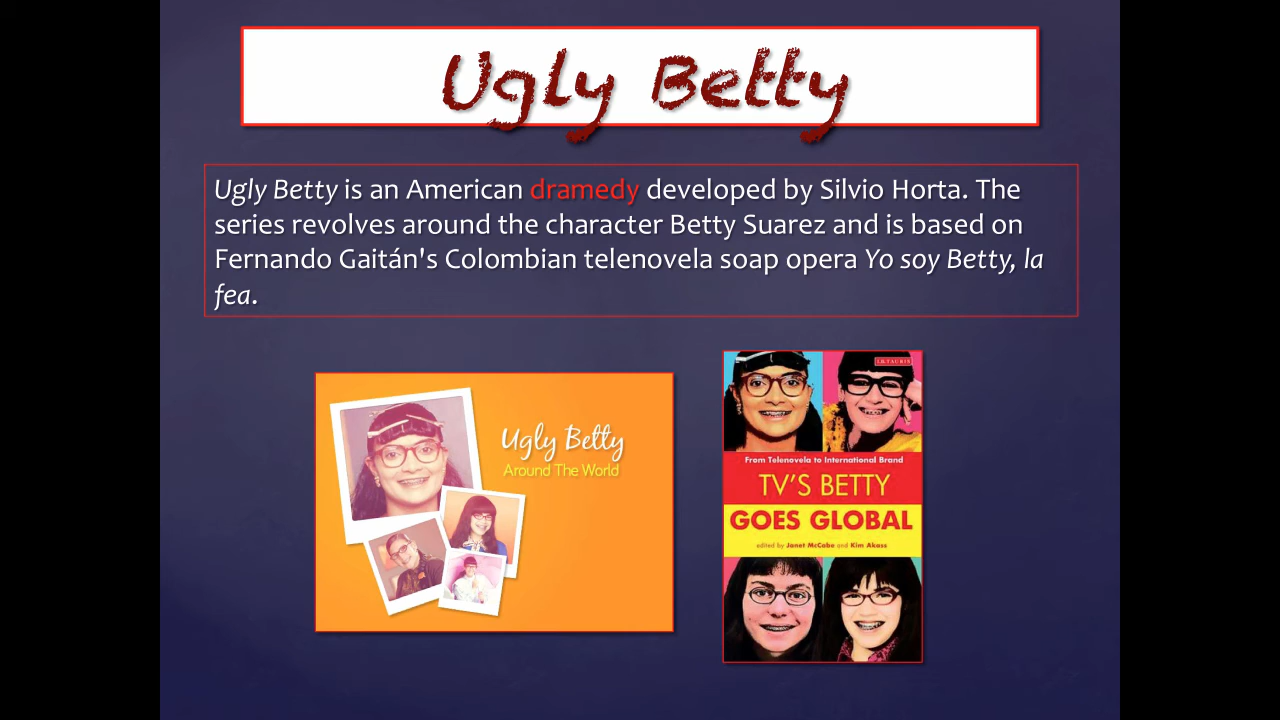 Ugly Betty
Ugly Betty is an American dramedy developed by Silvio Horta. The
series revolves around the character Betty Suarez and is based on
Fernando Gaitán's Colombian telenovela soap opera Yo soy Betty, la
fea.
Ugly Betty
Around The World
I.B.TAURIS
From Telenovela to International Brand
TV'S BETTY
GOES GLOBAL
edited by Janet McCabe and Kim Akass